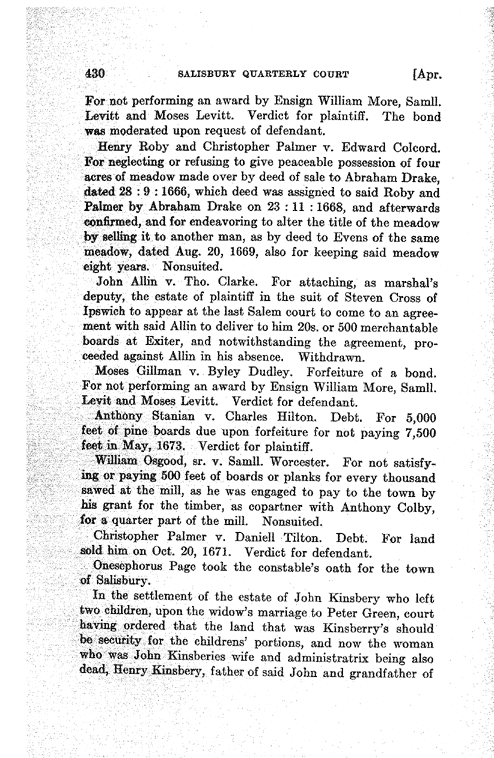 430 SALISBURY QUARTERLY COURT [Apr.
For not performing an award by Ensign William More, Samll.
Levitt and Moses Levitt. Verdict for plaintiff. The bond
was moderated upon request of defendant.
Henry Roby and Christopher Palmer v. Edward Colcord.
For neglecting or refusing to give peaceable possession of four
acres of meadow made over by deed of sale to Abraham Drake,
dated 28 : 9 : 1666, which deed was assigned to said Roby and
Palmer by Abraham Drake on 23 : 11 : 1668, and afterwards
confirmed, and for endeavoring to alter the title of the meadow
by selling it to another man, as by deed to Evens of the same
meadow, dated Aug. 20, 1669, also for keeping said meadow
eight years. Nonsuited.
John Allin v. Tho. Clarke. For attaching, as marshal's
deputy, the estate of plaintiff in the suit of Steven Cross of
Ipswich to appear at the last Salem court to come to an agree-
ment with said Allin to deliver to him 20s. or 500 merchantable
boards at Exiter, and notwithstanding the agreement, pro-
ceeded against Allin in his absence. Withdrawn.
Moses Gillman v. Byley Dudley. Forfeiture of a bond.
For not performing an award by Ensign William More, Samll.
Levit and Moses Levitt. Verdict for defendant.
Anthony Stanian v. Charles Hilton. Debt. For 5,000
feet of pine boards due upon forfeiture for not paying 7,500
feet in May, 1673. Verdict for plaintiff.
William Osgood, sr. v. Samll. Worcester. For not satisfy-
ing or paying 500 feet of boards or planks for every thousand
sawed at the mill, as he was engaged to pay to the town by
his grant for the timber, as copartner with Anthony Colby,
for a quarter part of the mill. Nonsuited.
Christopher Palmer v. Daniell Tilton. Debt. For land
sold him on Oct. 20, 1671. Verdict for defendant.
Onesephorus Page took the constable's oath for the town
of Salisbury.
In the settlement of the estate of John Kinsbery who left
two children, upon the widow's marriage to Peter Green, court
having ordered that the land that was Kinsberry's should
be security for the childrens' portions, and now the woman
who was John Kinsberies wife and administratrix being also
dead, Henry Kinsbery, father of said John and grandfather of